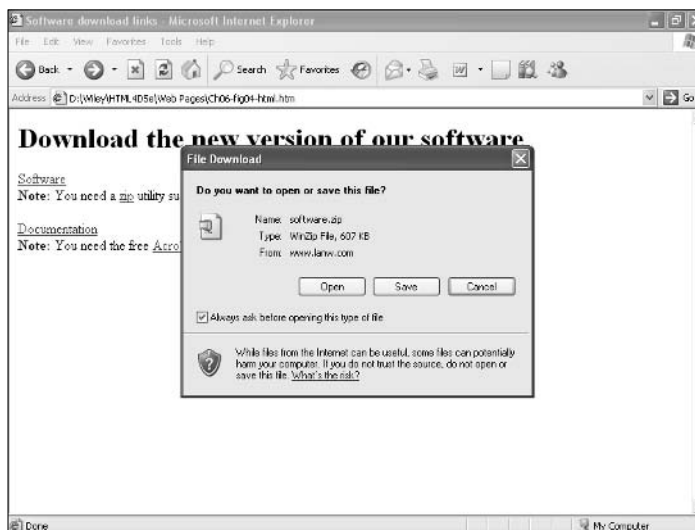 Software download links - Microsoft Internet Explorer
File Edit View Favorites Tools Help
Back Search Favorites
Address D:\Wiley\HTML4D5e\Web Pages\Ch06-fig04-html.htm Go
Download the new version of our software
Software
Note: You need a zip utility su
Documentation
Note: You need the free Acro
File Download
Do you want to open or save this file?
Name: software.zip
Type: WinZip File, 607 KB
From: www.lanw.com
Open Save Cancel
Always ask before opening this type of file
While files from the Internet can be useful, some files can potentially
harm your computer. If you do not trust the source, do not open or
save this file. What's the risk?
Done My Computer